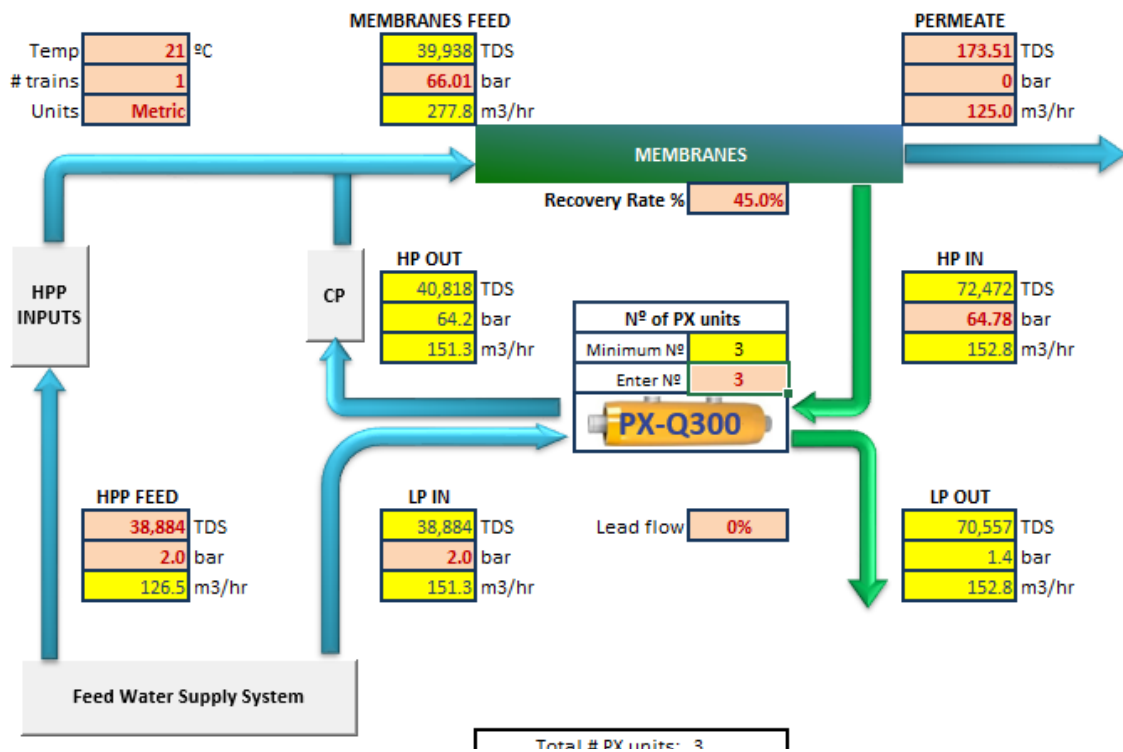 MEMBRANES FEED PERMEATE
Temp 21 ºC 39,938 TDS 173.51 TDS
# trains 1 66.01 bar 0 bar
Units Metric 277.8 m3/hr 125.0 m3/hr
MEMBRANES
Recovery Rate % 45.0%
HPP
INPUTS
CP
HP OUT
40,818 TDS
64.2 bar
151.3 m3/hr
Nº of PX units
Minimum Nº 3
Enter Nº 3
PX-Q300
HP IN
72,472 TDS
64.78 bar
152.8 m3/hr
HPP FEED
38,884 TDS
2.0 bar
126.5 m3/hr
LP IN
38,884 TDS
2.0 bar
151.3 m3/hr
Lead flow 0%
LP OUT
70,557 TDS
1.4 bar
152.8 m3/hr
Feed Water Supply System
Total # PX units: 3